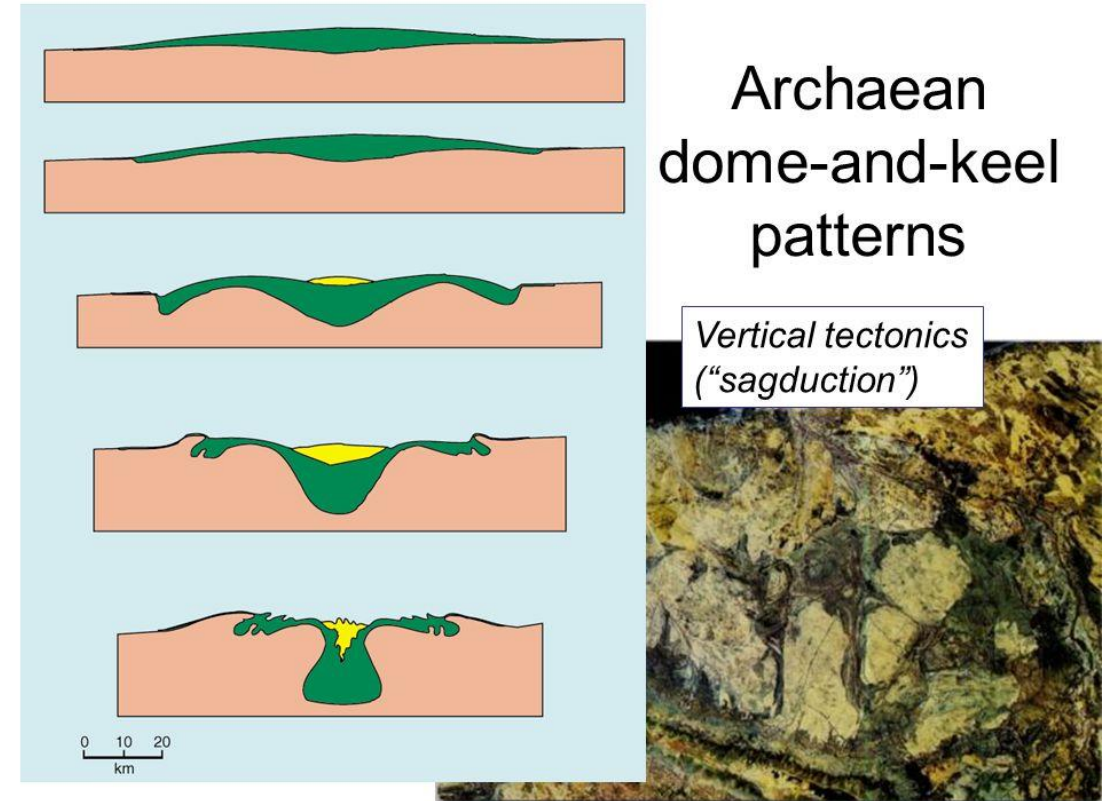 Archaean
dome-and-keel
patterns
Vertical tectonics
(“sagduction”)
0 10 20
km